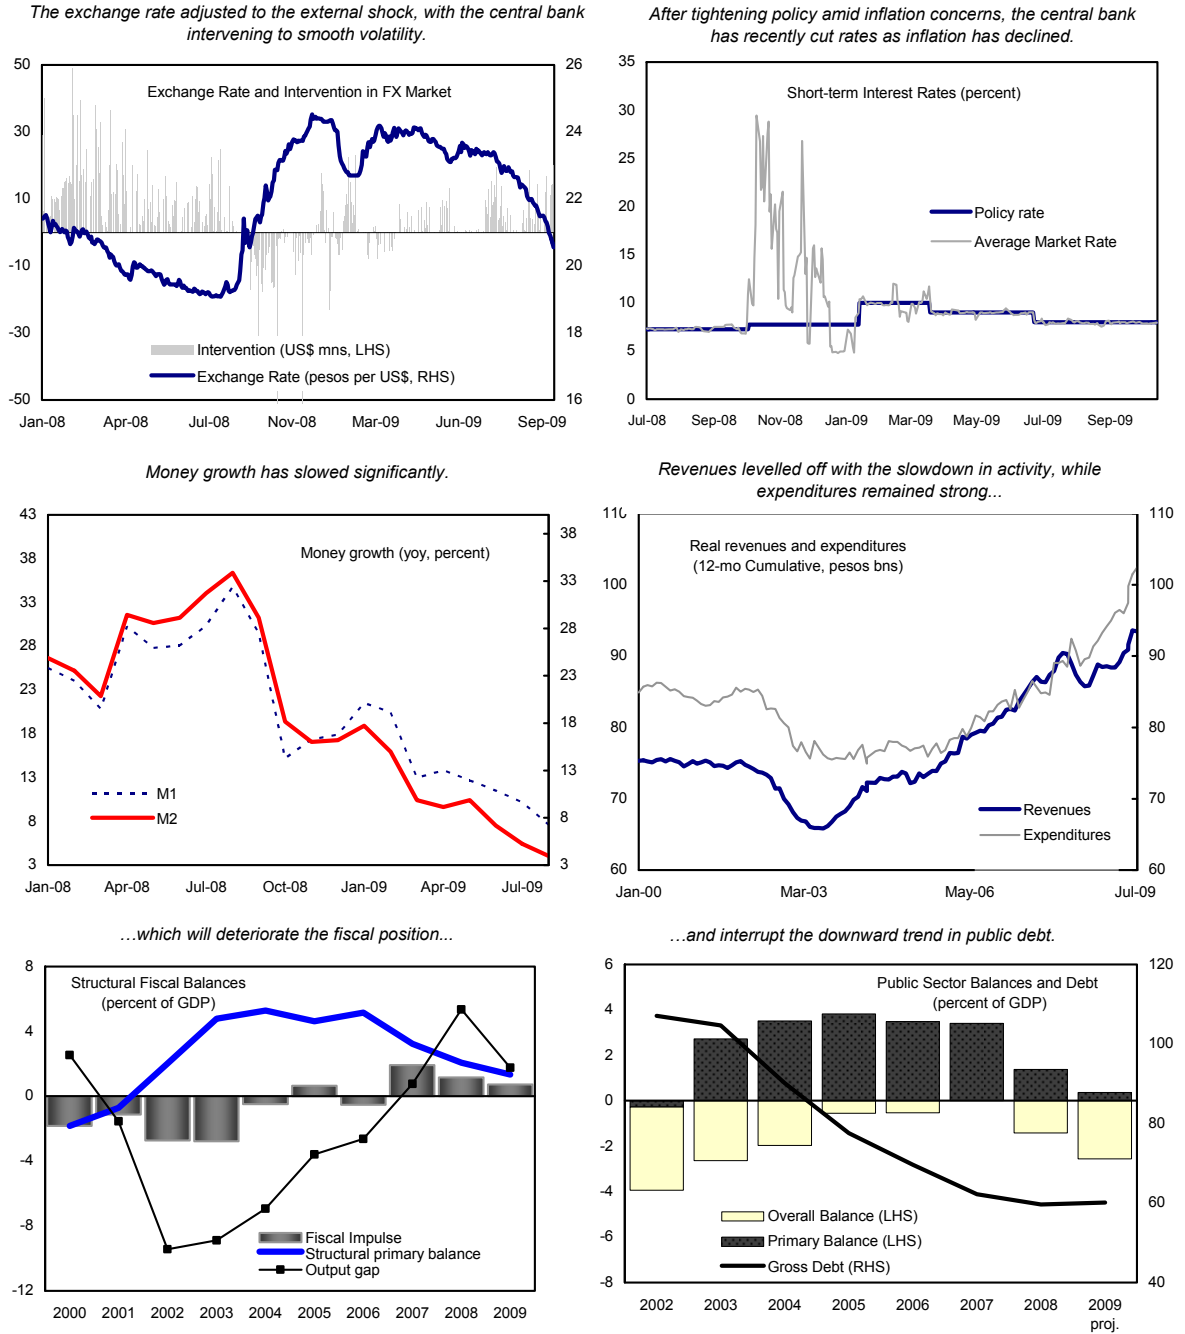 The exchange rate adjusted to the external shock, with the central bank
intervening to smooth volatility.
50
30
10
-10
-30
-50
26
24
22
20
18
16
Exchange Rate and Intervention in FX Market
Intervention (US$ mns, LHS)
Exchange Rate (pesos per US$, RHS)
Jan-08 Apr-08 Jul-08 Nov-08 Mar-09 Jun-09 Sep-09
After tightening policy amid inflation concerns, the central bank
has recently cut rates as inflation has declined.
35
30
25
20
15
10
5
0
Short-term Interest Rates (percent)
Policy rate
Average Market Rate
Jul-08 Sep-08 Nov-08 Jan-09 Mar-09 May-09 Jul-09 Sep-09
Money growth has slowed significantly.
43
38
33
28
23
18
13
8
3
38
33
28
23
18
13
8
3
Money growth (yoy, percent)
M1
M2
Jan-08 Apr-08 Jul-08 Oct-08 Jan-09 Apr-09 Jul-09
Revenues levelled off with the slowdown in activity, while
expenditures remained strong...
110
100
90
80
70
60
110
100
90
80
70
60
Real revenues and expenditures
(12-mo Cumulative, pesos bns)
Revenues
Expenditures
Jan-00 Mar-03 May-06 Jul-09
…which will deteriorate the fiscal position...
8
4
0
-4
-8
-12
Structural Fiscal Balances
(percent of GDP)
Fiscal Impulse
Structural primary balance
Output gap
2000 2001 2002 2003 2004 2005 2006 2007 2008 2009
…and interrupt the downward trend in public debt.
6
4
2
0
-2
-4
-6
-8
120
100
80
60
40
Public Sector Balances and Debt
(percent of GDP)
Overall Balance (LHS)
Primary Balance (LHS)
Gross Debt (RHS)
2002 2003 2004 2005 2006 2007 2008 2009
proj.